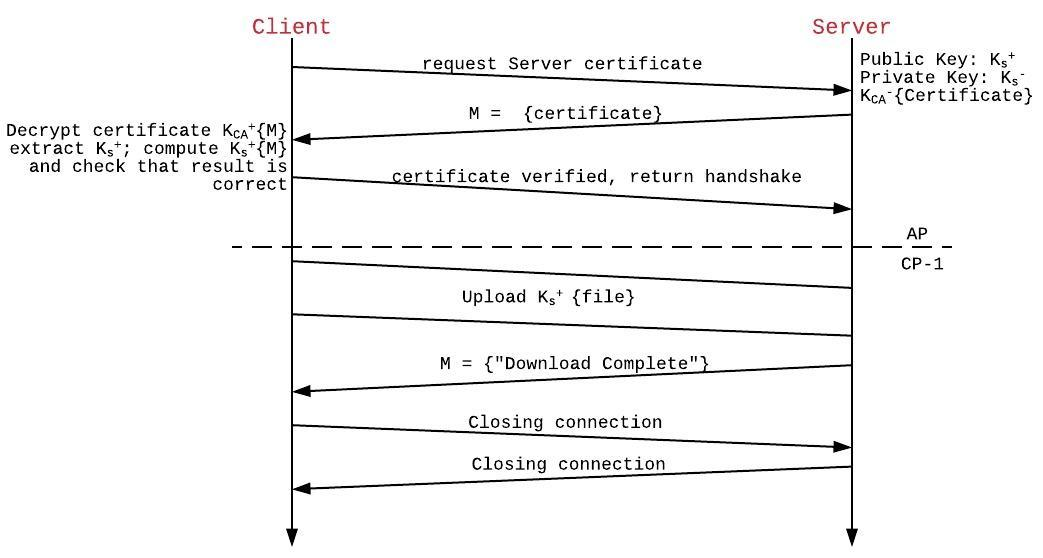 Client
Server
request Server certificate
Public Key: Kₛ⁺
Private Key: Kₛ⁻
K_CA⁻{Certificate}
M = {certificate}
Decrypt certificate K_CA⁺{M}
extract Kₛ⁺; compute Kₛ⁺{M}
and check that result is
correct
certificate verified, return handshake
AP
CP-1
Upload Kₛ⁺ {file}
M = {"Download Complete"}
Closing connection
Closing connection